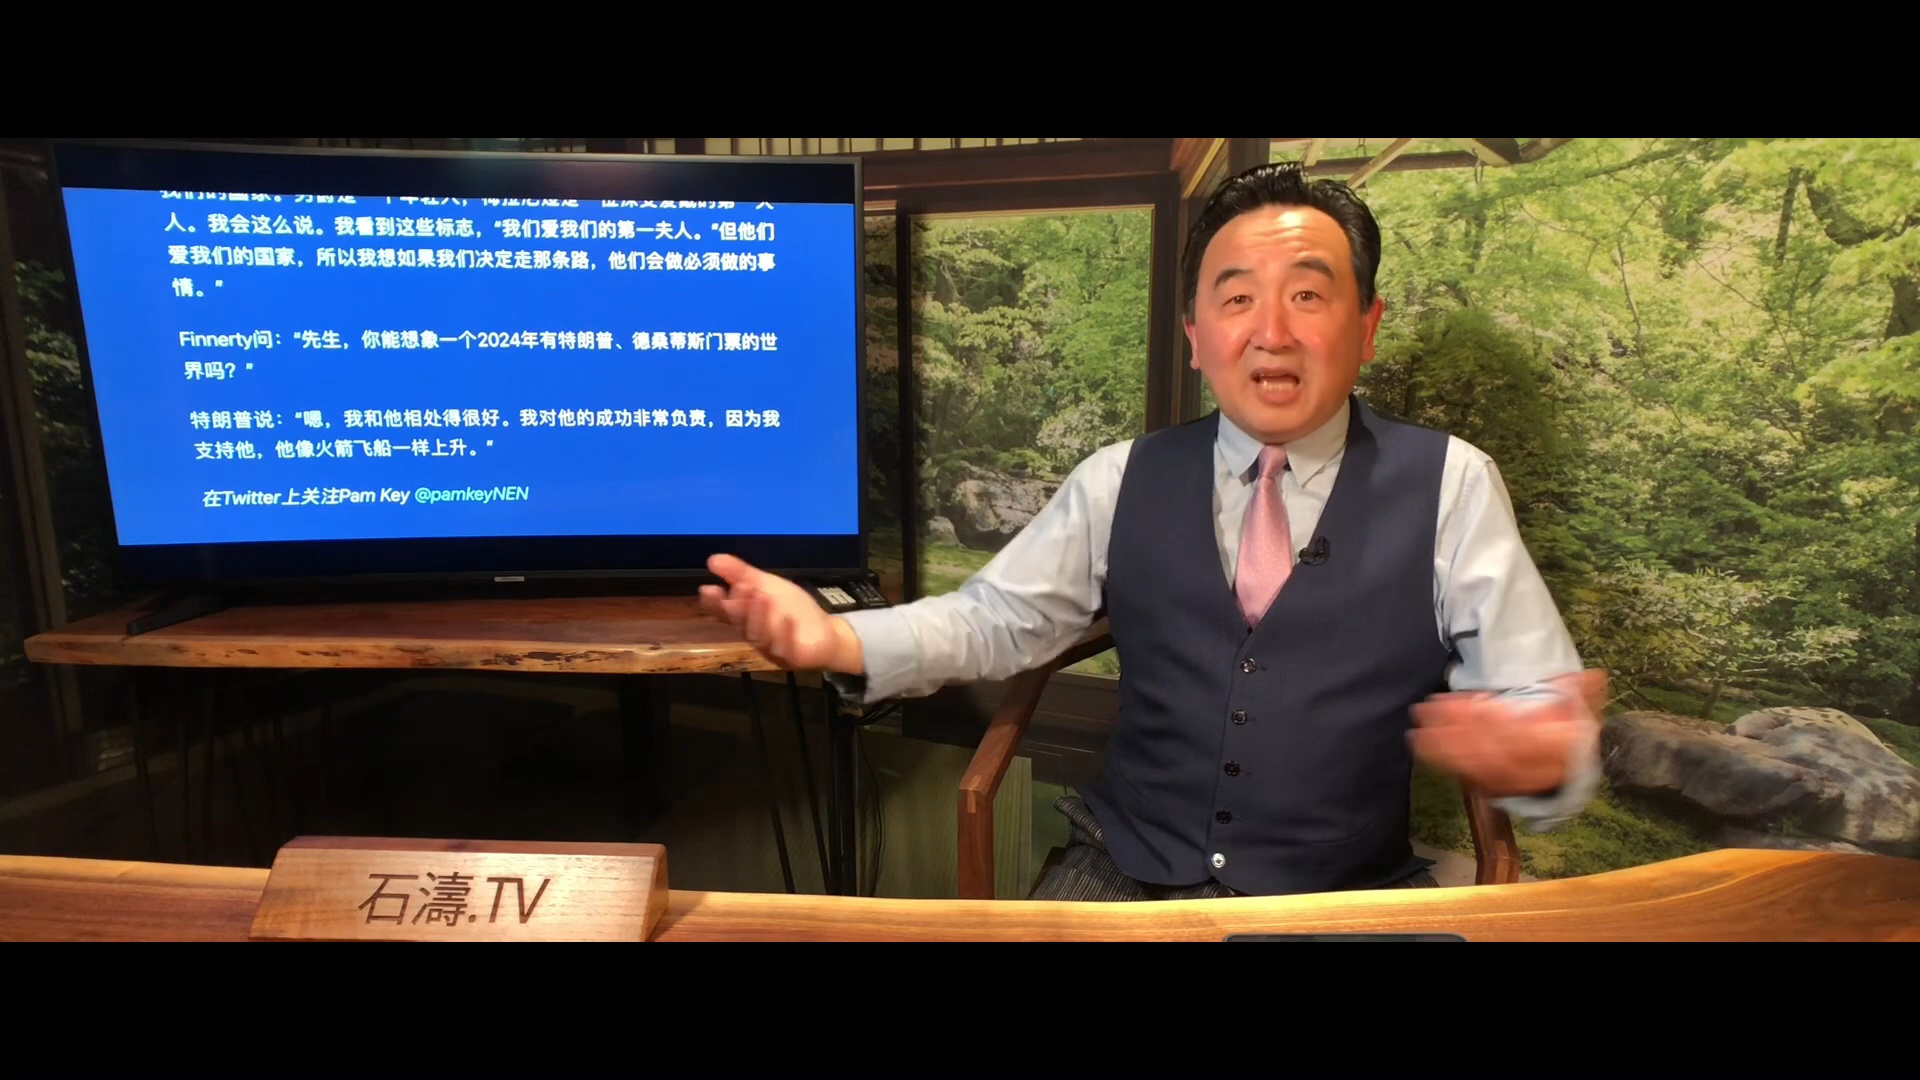 人。我会这么说。我看到这些标志，“我们爱我们的第一夫人。”但他们
爱我们的国家，所以我想如果我们决定走那条路，他们会做必须做的事
情。”
Finnerty问：“先生，你能想象一个2024年有特朗普、德桑蒂斯门票的世
界吗？”
特朗普说：“嗯，我和他相处得很好。我对他的成功非常负责，因为我
支持他，他像火箭飞船一样上升。”
在Twitter上关注Pam Key @pamkeyNEN
石濤.TV